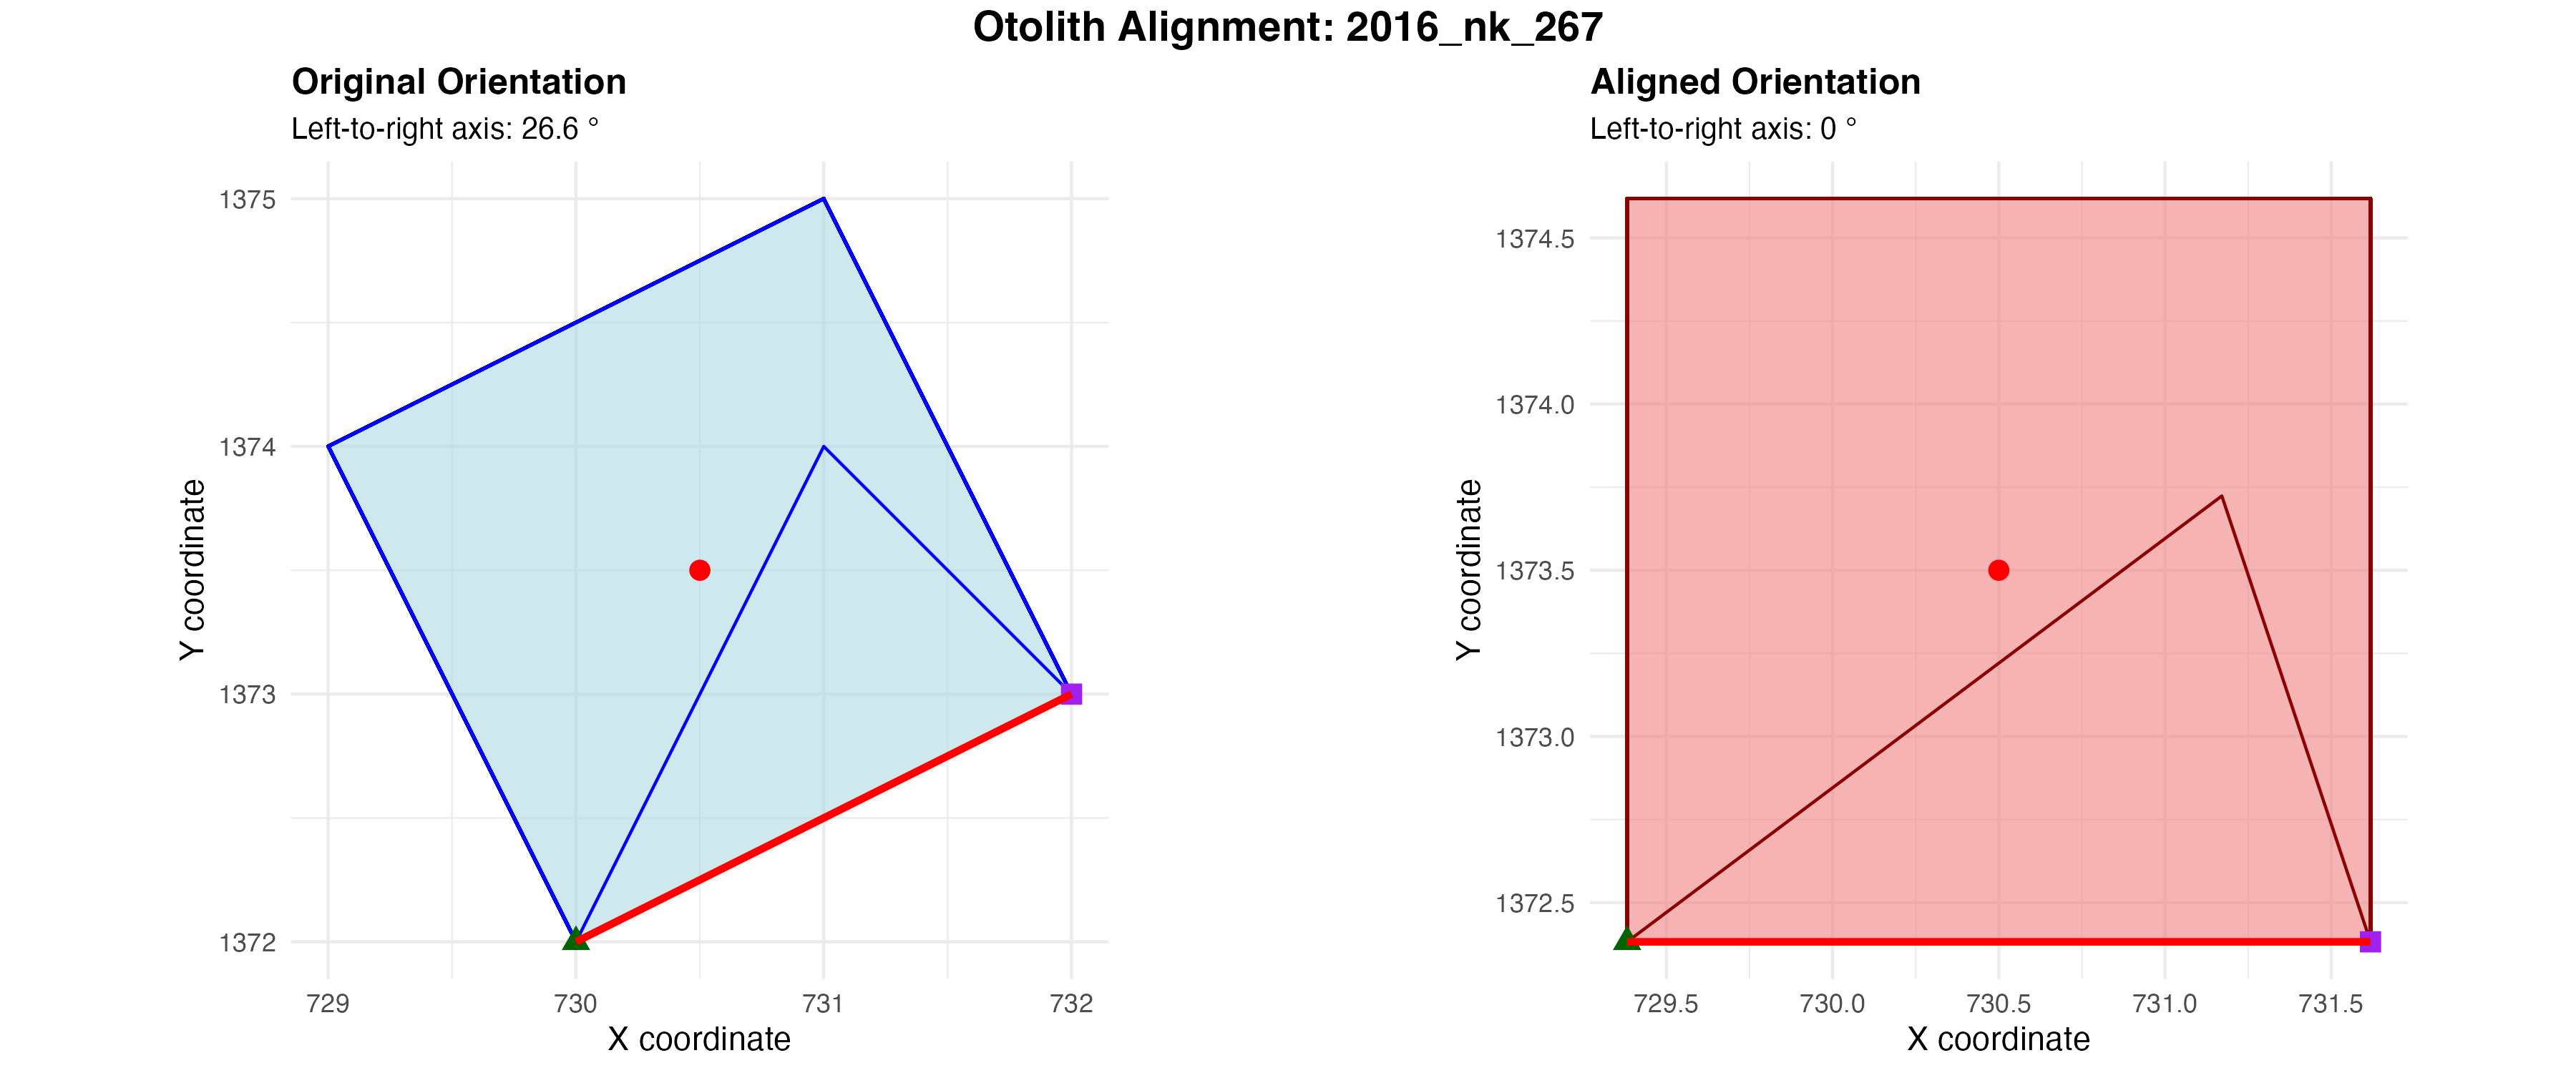 Otolith Alignment: 2016_nk_267
Original Orientation
Left-to-right axis: 26.6 °
1375
1374
1373
1372
Y coordinate
729 730 731 732
X coordinate
Aligned Orientation
Left-to-right axis: 0 °
1374.5
1374.0
1373.5
1373.0
1372.5
Y coordinate
729.5 730.0 730.5 731.0 731.5
X coordinate